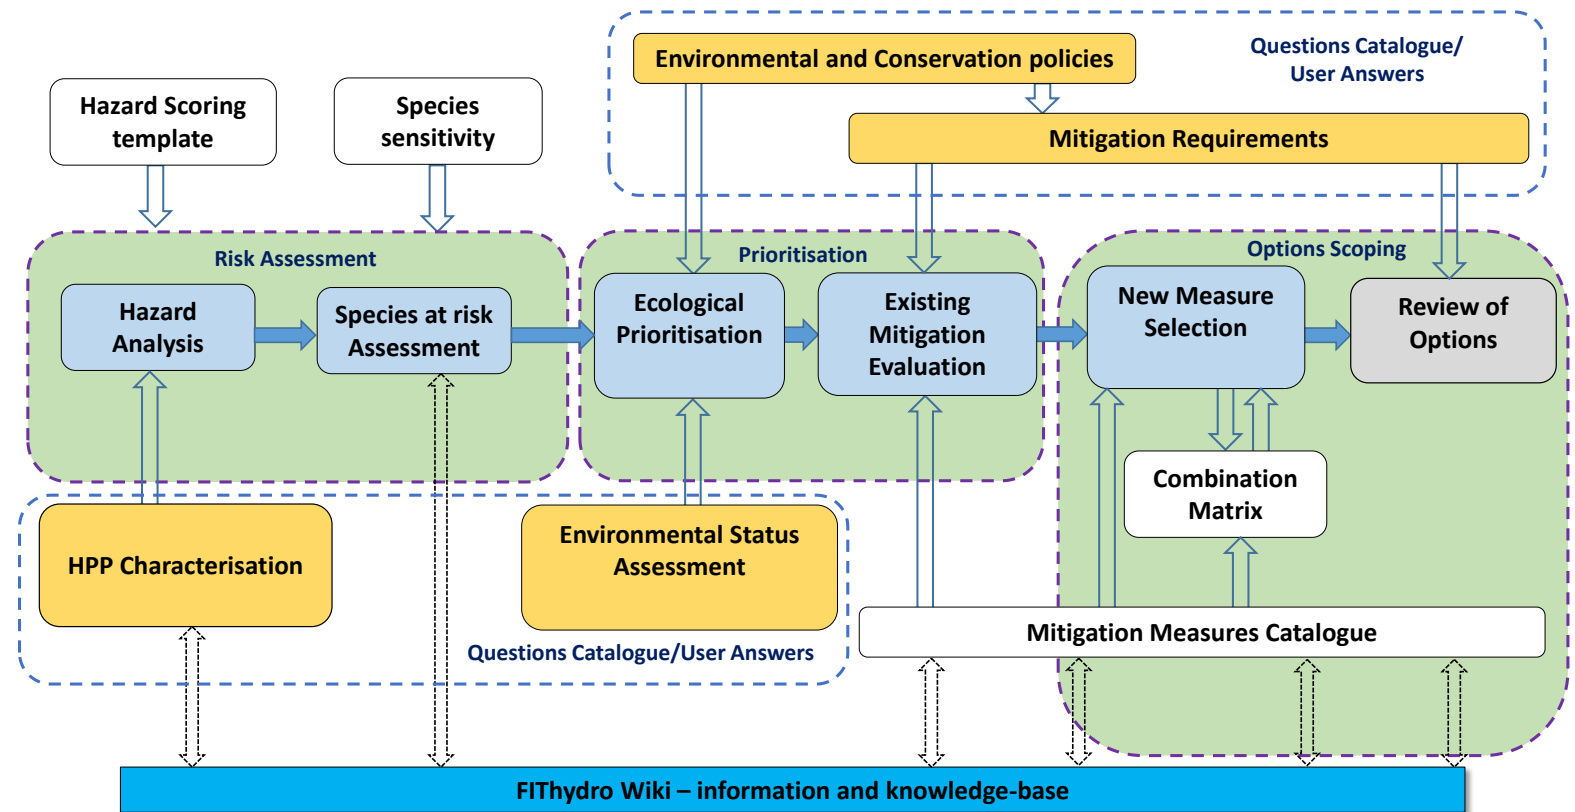 Environmental and Conservation policies
Questions Catalogue/
User Answers
Hazard Scoring
template
Species
sensitivity
Mitigation Requirements
Risk Assessment
Prioritisation
Options Scoping
Hazard
Analysis
Species at risk
Assessment
Ecological
Prioritisation
Existing
Mitigation
Evaluation
New Measure
Selection
Review of
Options
Combination
Matrix
HPP Characterisation
Environmental Status
Assessment
Questions Catalogue/User Answers
Mitigation Measures Catalogue
FIThydro Wiki – information and knowledge-base